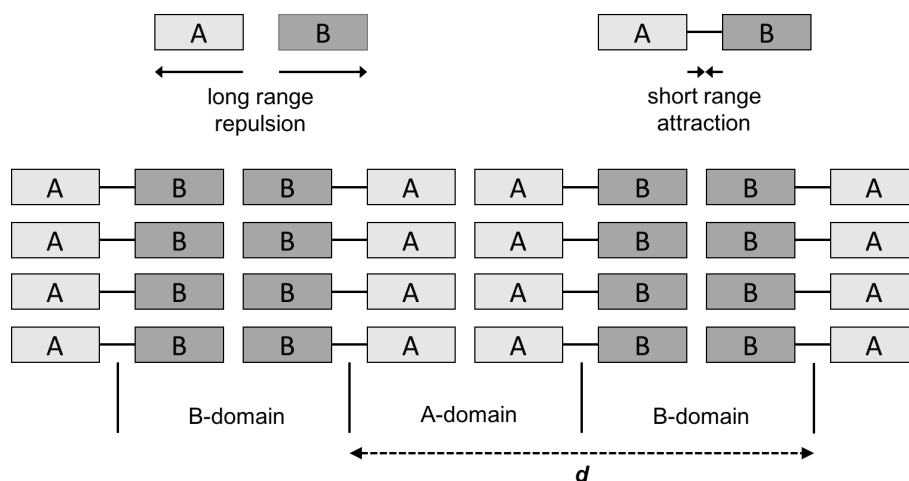 A B A B
long range
repulsion
short range
attraction
A B B A A B B A
A B B A A B B A
A B B A A B B A
A B B A A B B A
B-domain A-domain B-domain
d